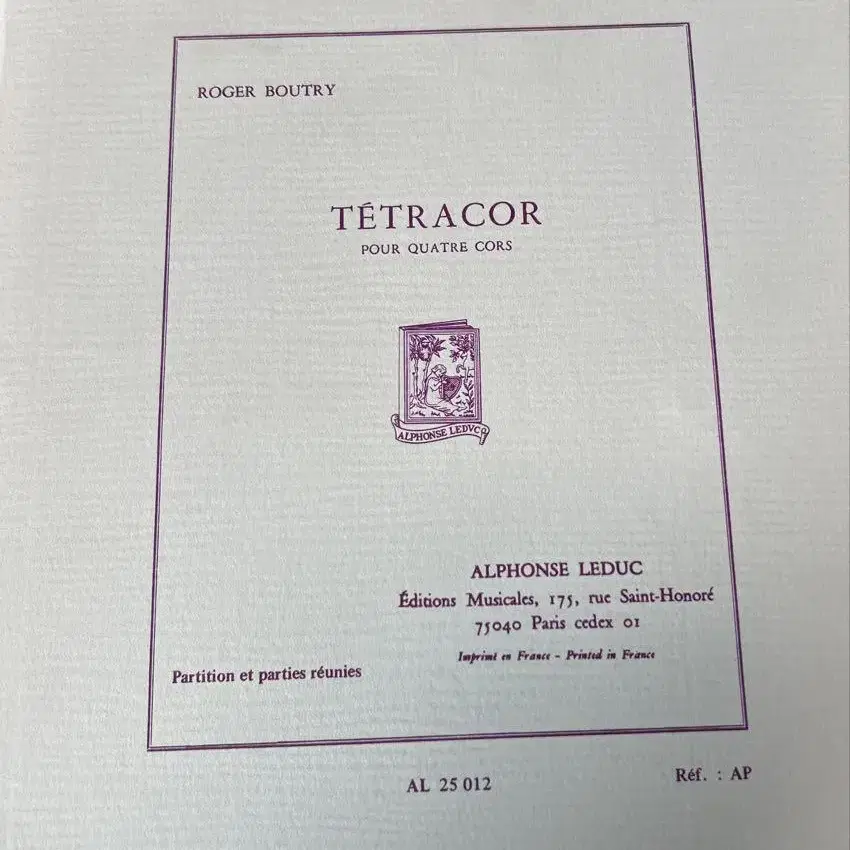 ROGER BOUTRY
TÉTRACOR
POUR QUATRE CORS
ALPHONSE LEDVC
ALPHONSE LEDUC
Éditions Musicales, 175, rue Saint-Honoré
75040 Paris cedex 01
Imprimé en France - Printed in France
Partition et parties réunies
AL 25 012
Réf. : AP